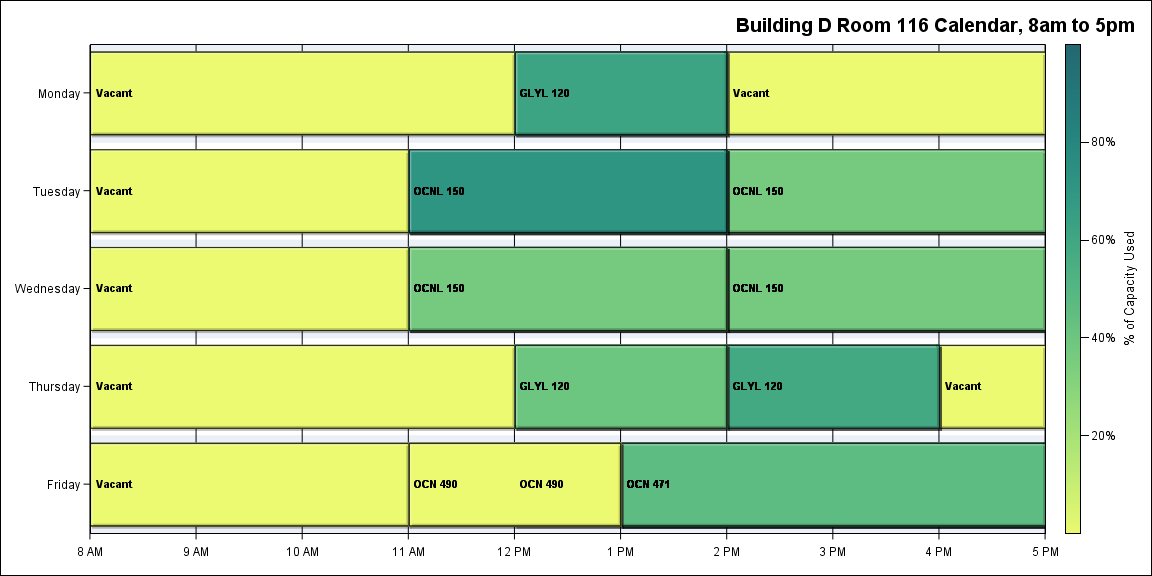 Building D Room 116 Calendar, 8am to 5pm
Monday
Vacant
GLYL 120
Vacant
Tuesday
Vacant
OCNL 150
OCNL 150
Wednesday
Vacant
OCNL 150
OCNL 150
Thursday
Vacant
GLYL 120
GLYL 120
Vacant
Friday
Vacant
OCN 490
OCN 490
OCN 471
8 AM
9 AM
10 AM
11 AM
12 PM
1 PM
2 PM
3 PM
4 PM
5 PM
80%
60%
40%
20%
% of Capacity Used